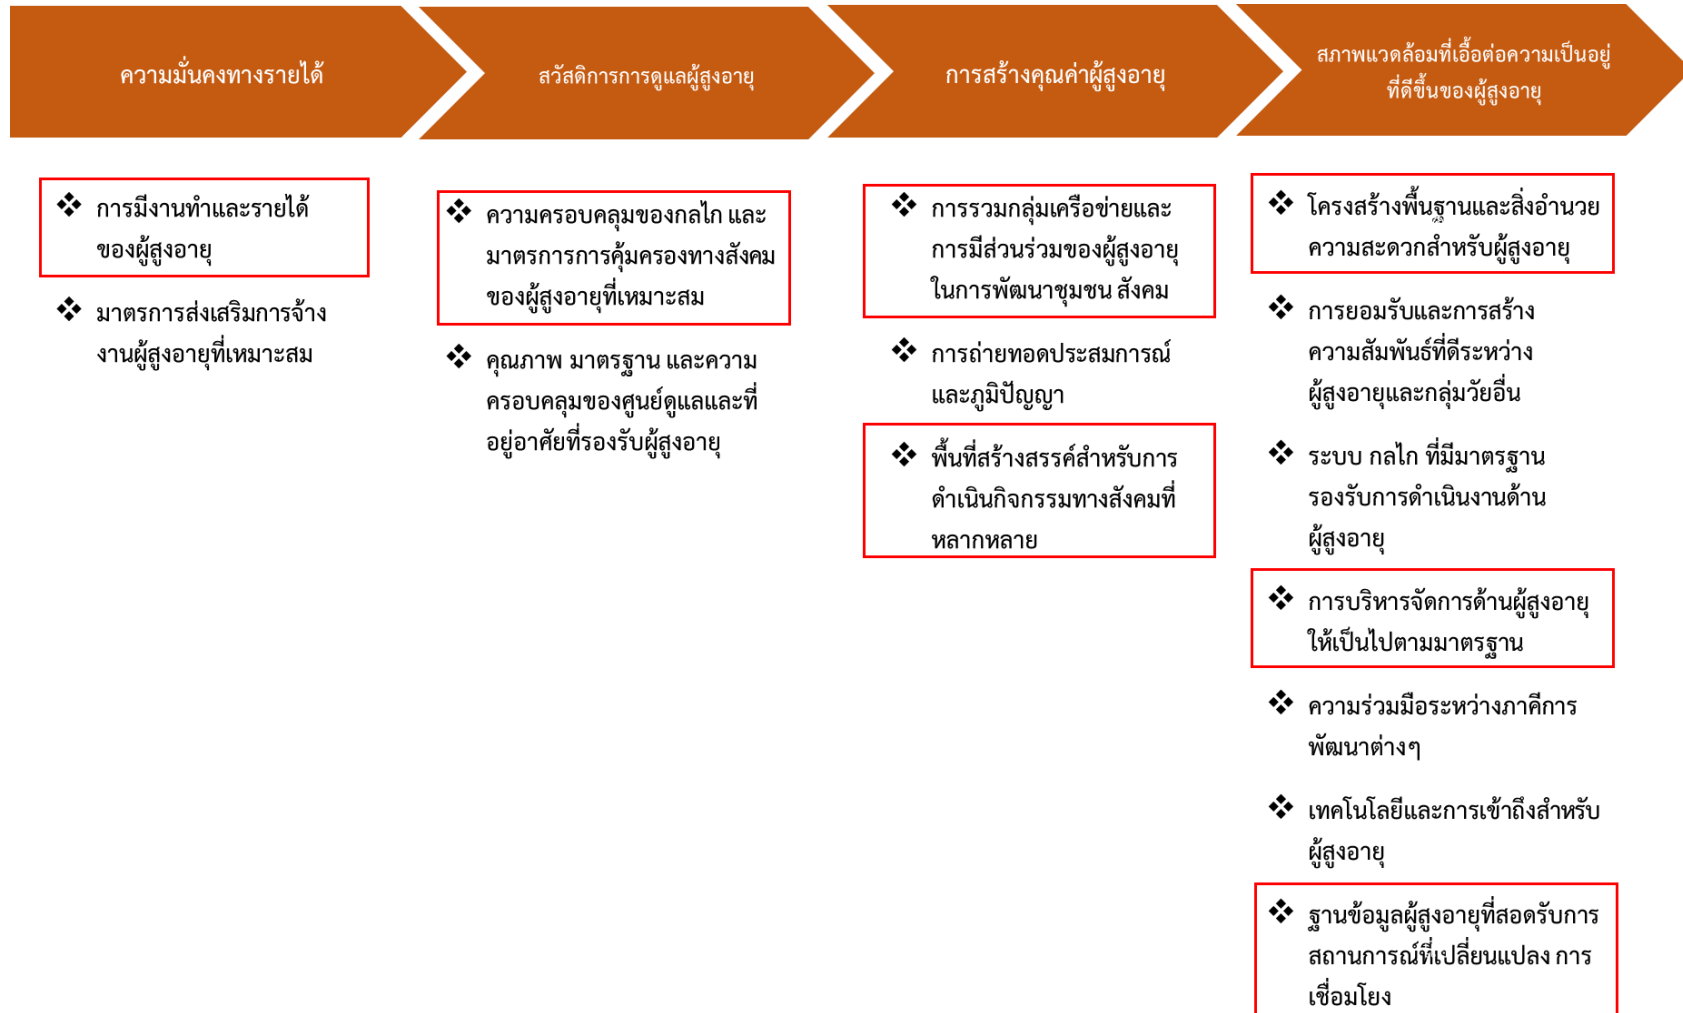 ความมั่นคงทางรายได้
สวัสดิการการดูแลผู้สูงอายุ
การสร้างคุณค่าผู้สูงอายุ
สภาพแวดล้อมที่เอื้อต่อความเป็นอยู่
ที่ดีขึ้นของผู้สูงอายุ
การมีงานทำและรายได้
ของผู้สูงอายุ
มาตรการส่งเสริมการจ้าง
งานผู้สูงอายุที่เหมาะสม
ความครอบคลุมของกลไก และ
มาตรการการคุ้มครองทางสังคม
ของผู้สูงอายุที่เหมาะสม
คุณภาพ มาตรฐาน และความ
ครอบคลุมของศูนย์ดูแลและที่
อยู่อาศัยที่รองรับผู้สูงอายุ
การรวมกลุ่มเครือข่ายและ
การมีส่วนร่วมของผู้สูงอายุ
ในการพัฒนาชุมชน สังคม
การถ่ายทอดประสมการณ์
และภูมิปัญญา
พื้นที่สร้างสรรค์สำหรับการ
ดำเนินกิจกรรมทางสังคมที่
หลากหลาย
โครงสร้างพื้นฐานและสิ่งอำนวย
ความสะดวกสำหรับผู้สูงอายุ
การยอมรับและการสร้าง
ความสัมพันธ์ที่ดีระหว่าง
ผู้สูงอายุและกลุ่มวัยอื่น
ระบบ กลไก ที่มีมาตรฐาน
รองรับการดำเนินงานด้าน
ผู้สูงอายุ
การบริหารจัดการด้านผู้สูงอายุ
ให้เป็นไปตามมาตรฐาน
ความร่วมมือระหว่างภาคีการ
พัฒนาต่างๆ
เทคโนโลยีและการเข้าถึงสำหรับ
ผู้สูงอายุ
ฐานข้อมูลผู้สูงอายุที่สอดรับการ
สถานการณ์ที่เปลี่ยนแปลง การ
เชื่อมโยง